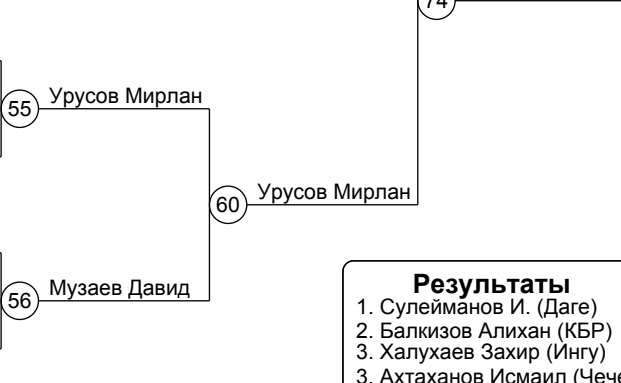 74
55 Урусов Мирлан
60 Урусов Мирлан
56 Музаев Давид
Результаты
1. Сулейманов И. (Даге)
2. Балкизов Алихан (КБР)
3. Халухаев Захир (Ингу)
3. Ахтаханов Исмаил (Чече